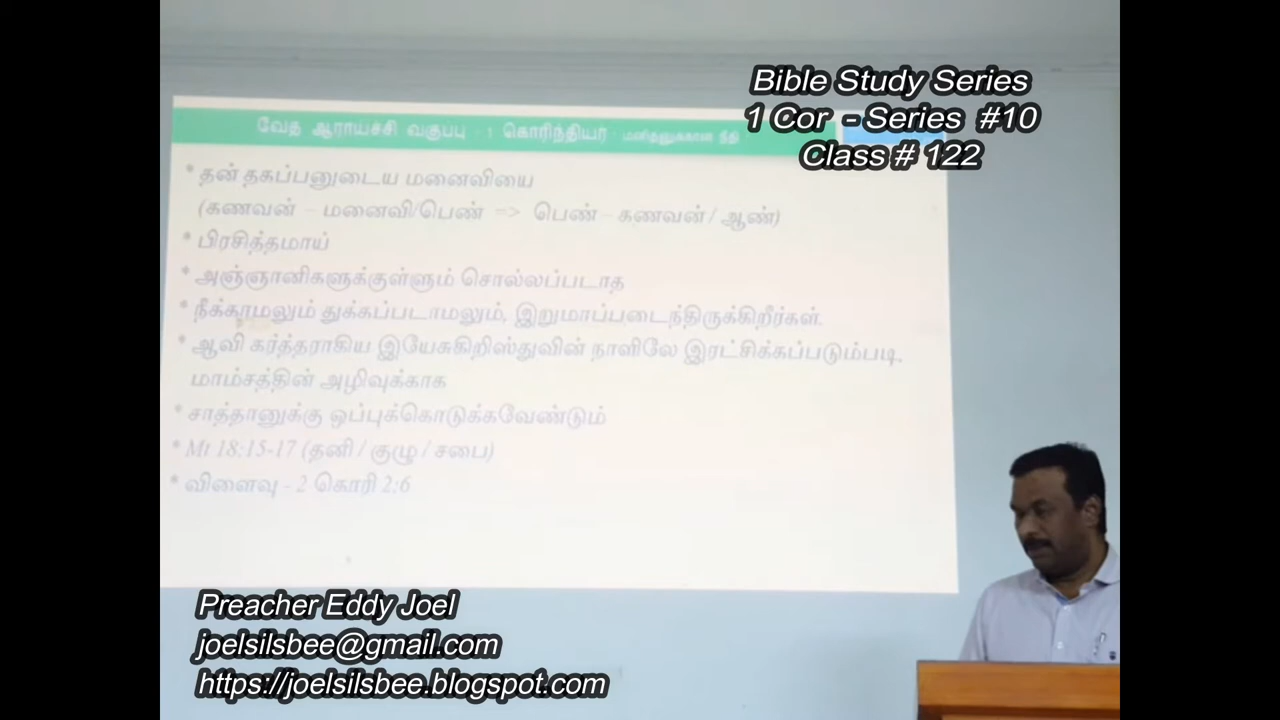 Bible Study Series
1 Cor - Series #10
Class # 122
வேத ஆராய்ச்சி வகுப்பு - 1 கொரிந்தியர் - மனிதனுக்கான நீதி
* தன் தகப்பனுடைய மனைவியை
(கணவன் – மனைவி/பெண் => பெண் – கணவன் / ஆண்)
* பிரசித்தமாய்
* அஞ்ஞானிகளுக்குள்ளும் சொல்லப்படாத
* நீக்காமலும் துக்கப்படாமலும், இறுமாப்படைந்திருக்கிறீர்கள்.
* ஆவி கர்த்தராகிய இயேசுகிறிஸ்துவின் நாளிலே இரட்சிக்கப்படும்படி,
மாம்சத்தின் அழிவுக்காக
* சாத்தானுக்கு ஒப்புக்கொடுக்கவேண்டும்
* Mt 18:15-17 (தனி / குழு / சபை)
* விளைவு - 2 கொரி 2:6
Preacher Eddy Joel
joelsilsbee@gmail.com
https://joelsilsbee.blogspot.com